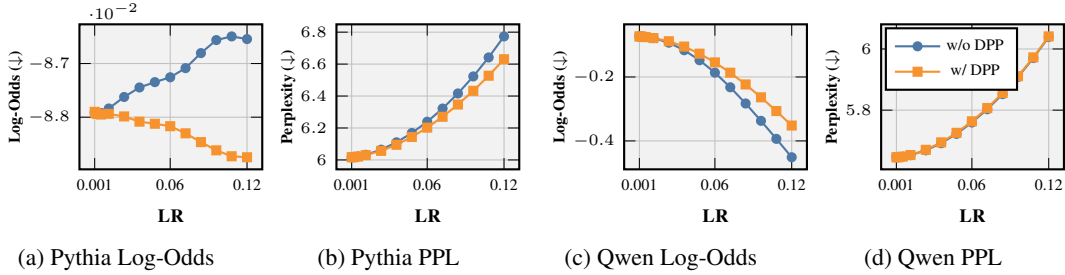 ·10⁻²
Log-Odds (↓)
−8.7
−8.8
0.001 0.06 0.12
LR
(a) Pythia Log-Odds
Perplexity (↓)
6.8
6.6
6.4
6.2
6
0.001 0.06 0.12
LR
(b) Pythia PPL
Log-Odds (↓)
−0.2
−0.4
0.001 0.06 0.12
LR
(c) Qwen Log-Odds
Perplexity (↓)
6
5.8
w/o DPP
w/ DPP
0.001 0.06 0.12
LR
(d) Qwen PPL